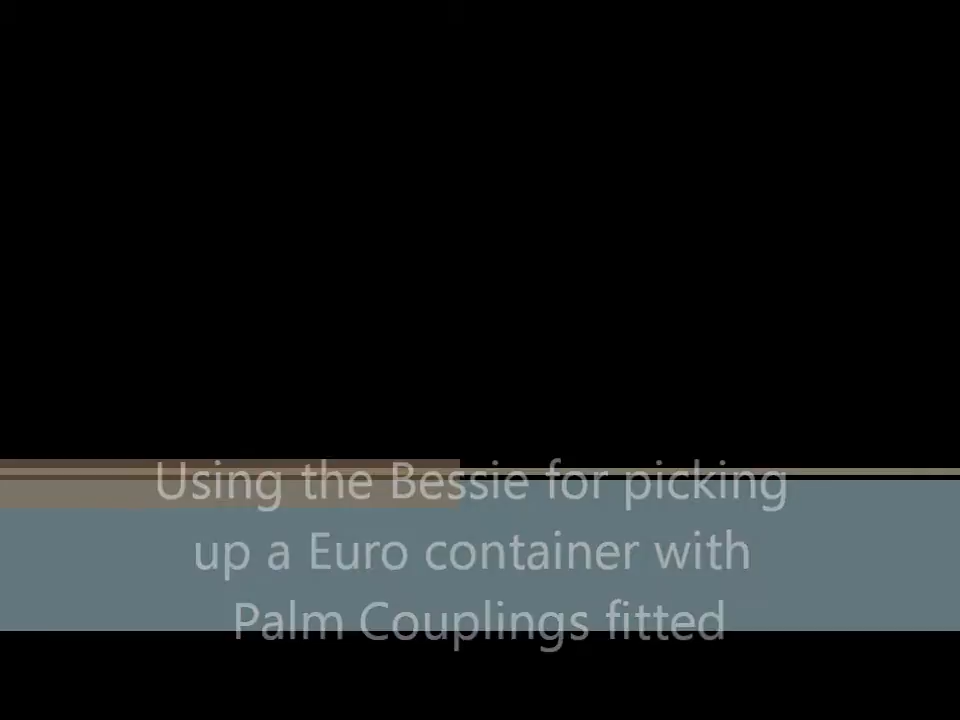 Using the Bessie for picking
up a Euro container with
Palm Couplings fitted